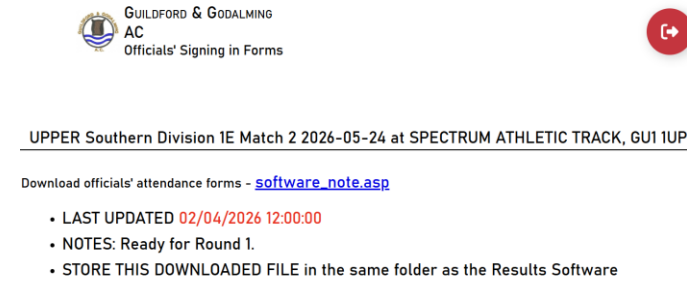 GUILDFORD & GODALMING
AC
Officials' Signing in Forms
UPPER Southern Division 1E Match 2 2026-05-24 at SPECTRUM ATHLETIC TRACK, GU1 1UP
Download officials' attendance forms - software_note.asp
• LAST UPDATED 02/04/2026 12:00:00
• NOTES: Ready for Round 1.
• STORE THIS DOWNLOADED FILE in the same folder as the Results Software